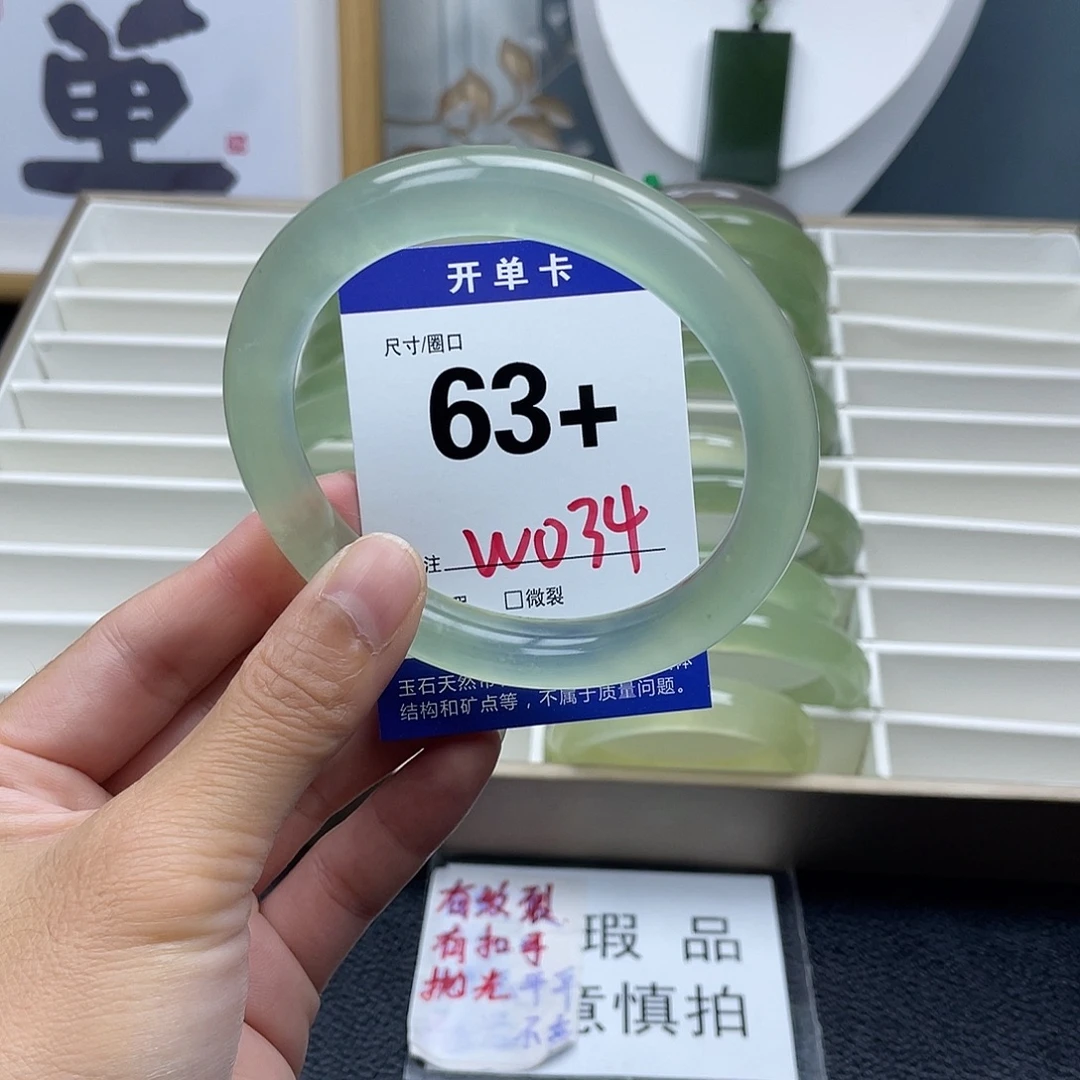 单
开单卡
尺寸/圈口
63+
注 W034
□微裂
玉石天然
结构和矿点等，不属于质量问题。
有纹裂
有扣手
抛光
瑕品
慎拍